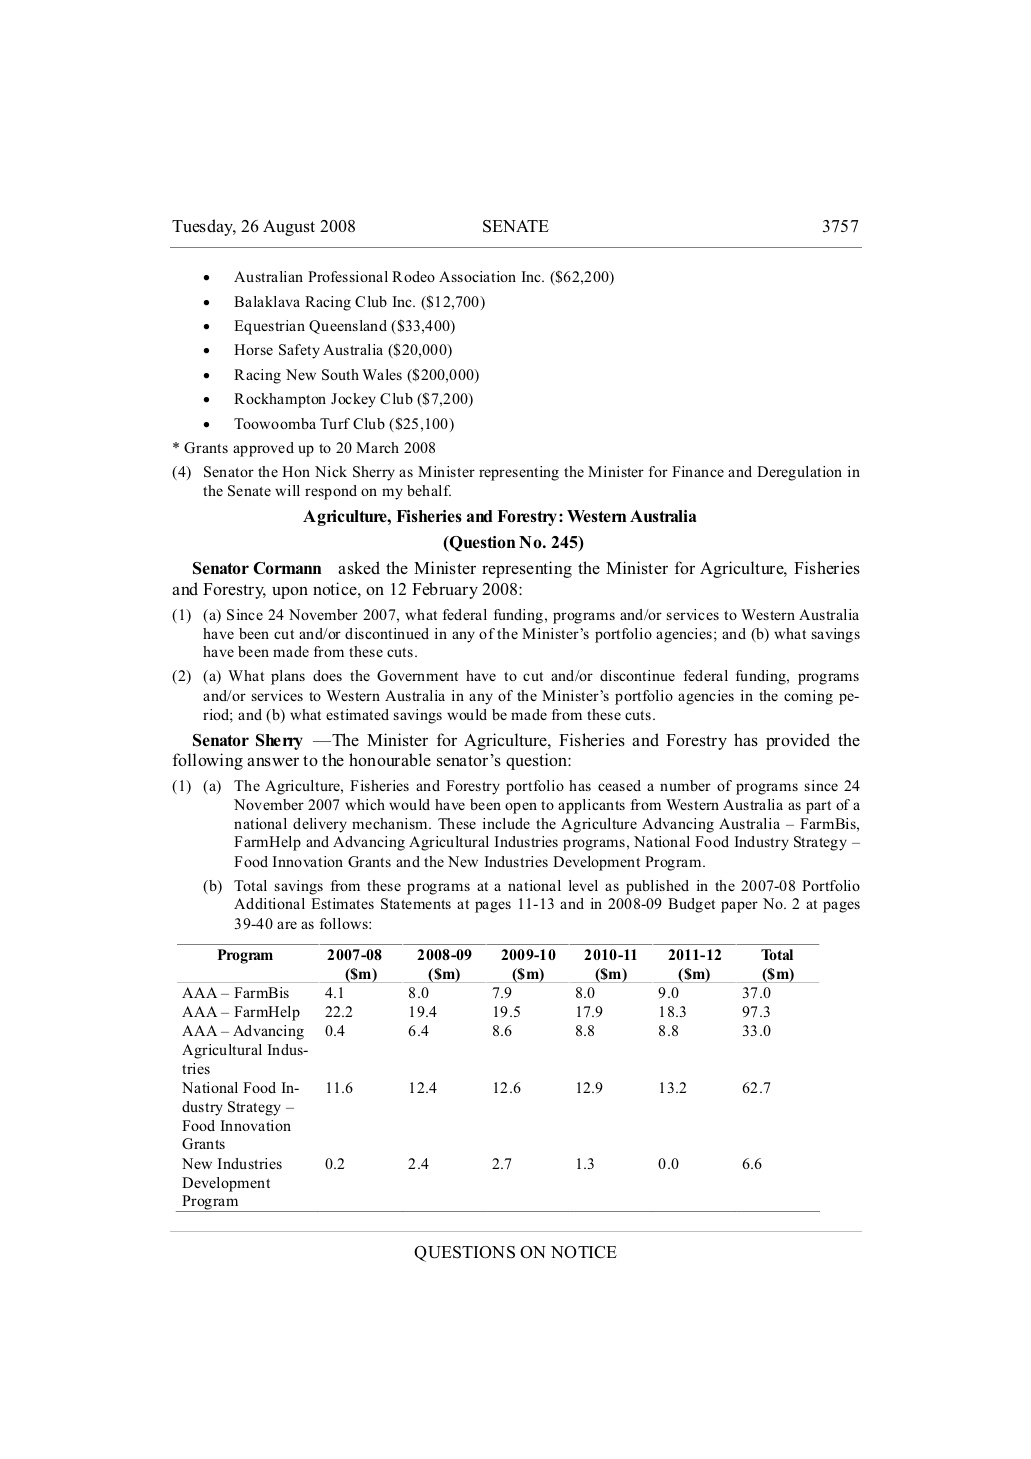 Tuesday, 26 August 2008 SENATE 3757
• Australian Professional Rodeo Association Inc. ($62,200)
• Balaklava Racing Club Inc. ($12,700)
• Equestrian Queensland ($33,400)
• Horse Safety Australia ($20,000)
• Racing New South Wales ($200,000)
• Rockhampton Jockey Club ($7,200)
• Toowoomba Turf Club ($25,100)
* Grants approved up to 20 March 2008
(4) Senator the Hon Nick Sherry as Minister representing the Minister for Finance and Deregulation in
the Senate will respond on my behalf.
Agriculture, Fisheries and Forestry: Western Australia
(Question No. 245)
Senator Cormann asked the Minister representing the Minister for Agriculture, Fisheries
and Forestry, upon notice, on 12 February 2008:
(1) (a) Since 24 November 2007, what federal funding, programs and/or services to Western Australia
have been cut and/or discontinued in any of the Minister's portfolio agencies; and (b) what savings
have been made from these cuts.
(2) (a) What plans does the Government have to cut and/or discontinue federal funding, programs
and/or services to Western Australia in any of the Minister's portfolio agencies in the coming pe-
riod; and (b) what estimated savings would be made from these cuts.
Senator Sherry —The Minister for Agriculture, Fisheries and Forestry has provided the
following answer to the honourable senator's question:
(1) (a) The Agriculture, Fisheries and Forestry portfolio has ceased a number of programs since 24
November 2007 which would have been open to applicants from Western Australia as part of a
national delivery mechanism. These include the Agriculture Advancing Australia – FarmBis,
FarmHelp and Advancing Agricultural Industries programs, National Food Industry Strategy –
Food Innovation Grants and the New Industries Development Program.
(b) Total savings from these programs at a national level as published in the 2007-08 Portfolio
Additional Estimates Statements at pages 11-13 and in 2008-09 Budget paper No. 2 at pages
39-40 are as follows:
Program 2007-08 2008-09 2009-10 2010-11 2011-12 Total
($m) ($m) ($m) ($m) ($m) ($m)
AAA – FarmBis 4.1 8.0 7.9 8.0 9.0 37.0
AAA – FarmHelp 22.2 19.4 19.5 17.9 18.3 97.3
AAA – Advancing 0.4 6.4 8.6 8.8 8.8 33.0
Agricultural Indus-
tries
National Food In- 11.6 12.4 12.6 12.9 13.2 62.7
dustry Strategy –
Food Innovation
Grants
New Industries 0.2 2.4 2.7 1.3 0.0 6.6
Development
Program
QUESTIONS ON NOTICE